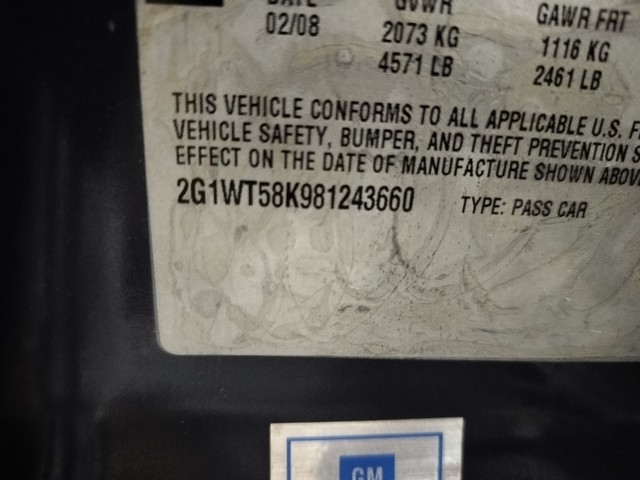 DATE GVWR GAWR FRT
02/08 2073 KG 1116 KG
4571 LB 2461 LB
THIS VEHICLE CONFORMS TO ALL APPLICABLE U.S.
VEHICLE SAFETY, BUMPER, AND THEFT PREVENTION S
EFFECT ON THE DATE OF MANUFACTURE SHOWN ABOV
2G1WT58K981243660 TYPE: PASS CAR
GM